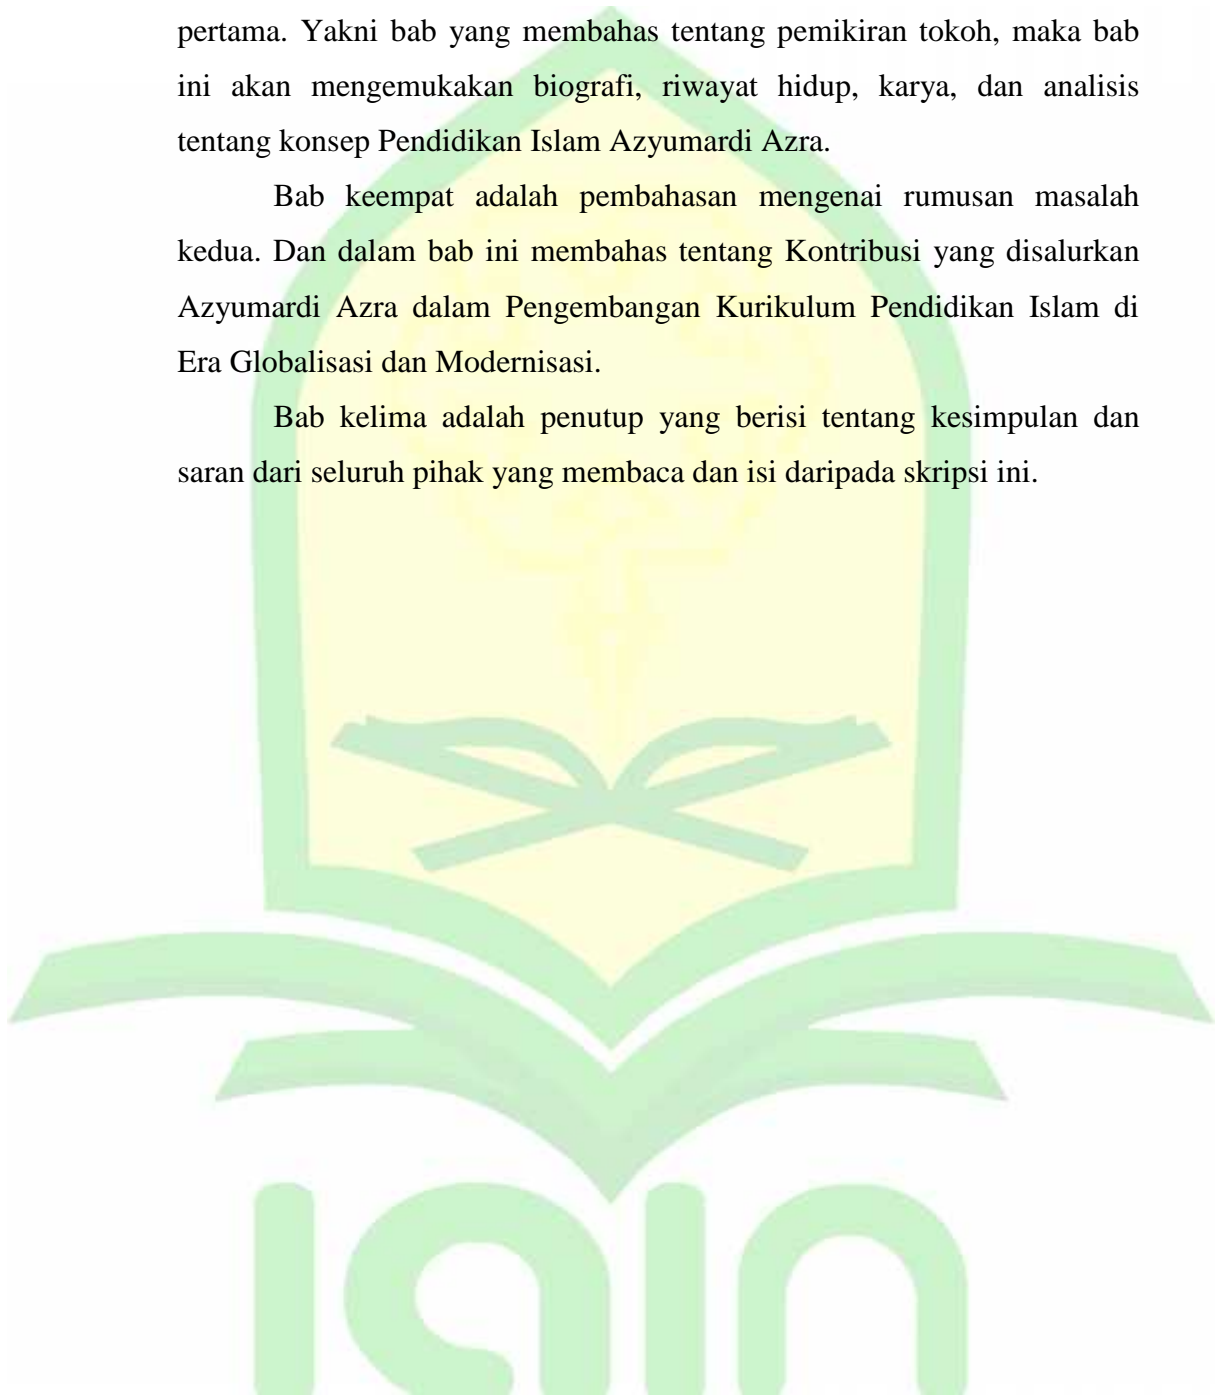 pertama. Yakni bab yang membahas tentang pemikiran tokoh, maka bab
ini akan mengemukakan biografi, riwayat hidup, karya, dan analisis
tentang konsep Pendidikan Islam Azyumardi Azra.
Bab keempat adalah pembahasan mengenai rumusan masalah
kedua. Dan dalam bab ini membahas tentang Kontribusi yang disalurkan
Azyumardi Azra dalam Pengembangan Kurikulum Pendidikan Islam di
Era Globalisasi dan Modernisasi.
Bab kelima adalah penutup yang berisi tentang kesimpulan dan
saran dari seluruh pihak yang membaca dan isi daripada skripsi ini.
iain